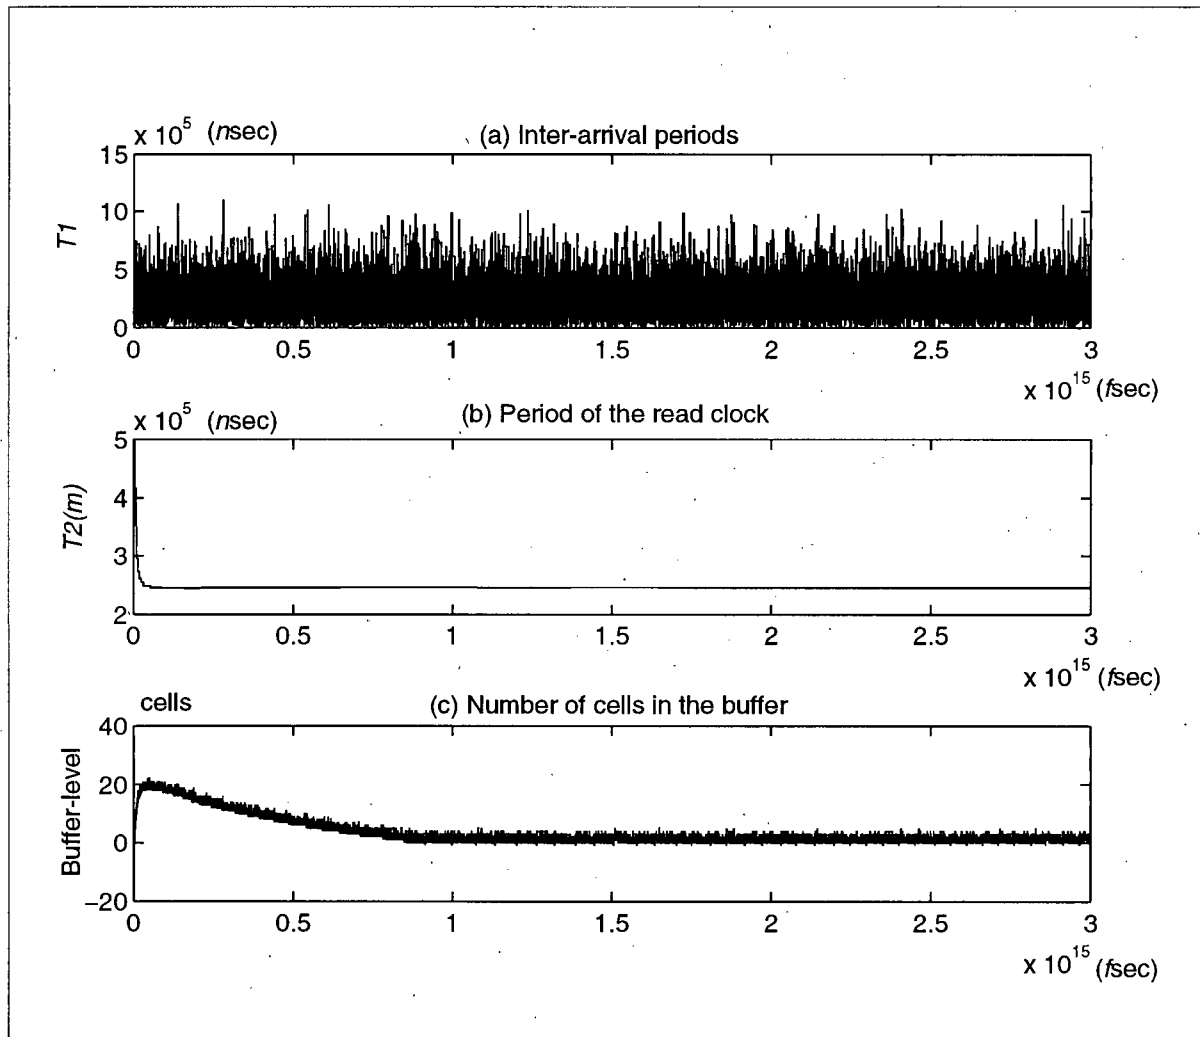 x 10^5 (nsec)
(a) Inter-arrival periods
15
10
5
0
T1
0 0.5 1 1.5 2 2.5 3
x 10^15 (fsec)
x 10^5 (nsec)
(b) Period of the read clock
5
4
3
2
T2(m)
0 0.5 1 1.5 2 2.5 3
x 10^15 (fsec)
cells
(c) Number of cells in the buffer
40
20
0
−20
Buffer-level
0 0.5 1 1.5 2 2.5 3
x 10^15 (fsec)